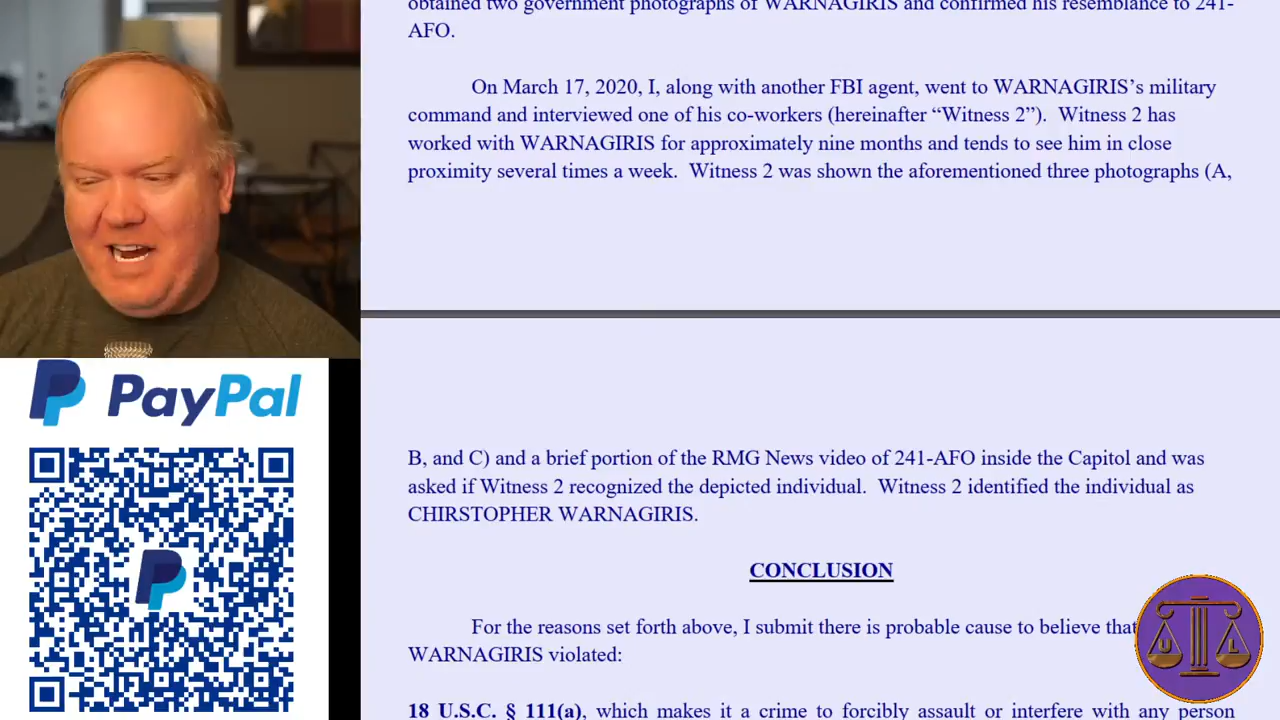 obtained two government photographs of WARNAGIRIS and confirmed his resemblance to 241-
AFO.
On March 17, 2020, I, along with another FBI agent, went to WARNAGIRIS’s military
command and interviewed one of his co-workers (hereinafter “Witness 2”). Witness 2 has
worked with WARNAGIRIS for approximately nine months and tends to see him in close
proximity several times a week. Witness 2 was shown the aforementioned three photographs (A,
B, and C) and a brief portion of the RMG News video of 241-AFO inside the Capitol and was
asked if Witness 2 recognized the depicted individual. Witness 2 identified the individual as
CHIRSTOPHER WARNAGIRIS.
CONCLUSION
For the reasons set forth above, I submit there is probable cause to believe that
WARNAGIRIS violated:
18 U.S.C. § 111(a), which makes it a crime to forcibly assault or interfere with any person
PayPal
U L